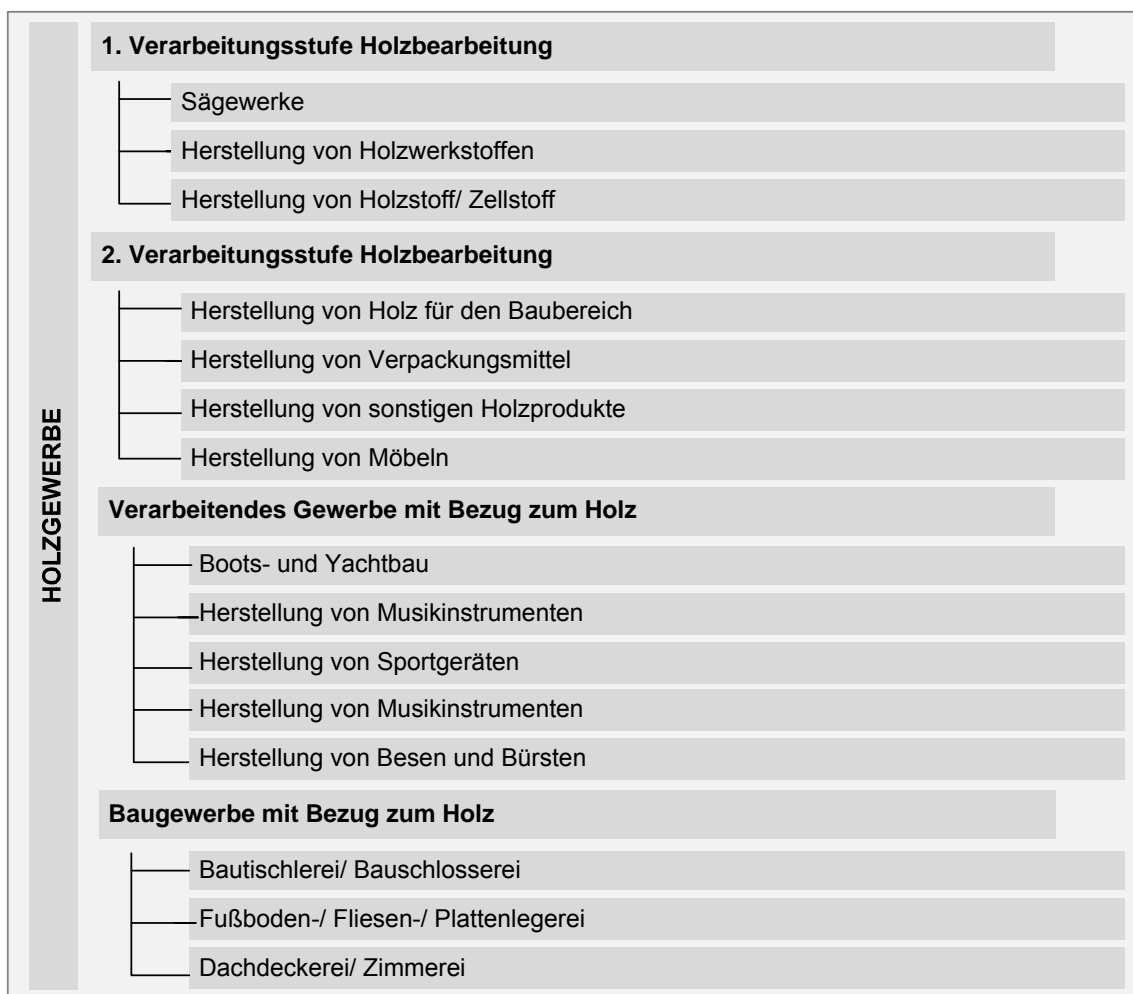 HOLZGEWERBE
1. Verarbeitungsstufe Holzbearbeitung
Sägewerke
Herstellung von Holzwerkstoffen
Herstellung von Holzstoff/ Zellstoff
2. Verarbeitungsstufe Holzbearbeitung
Herstellung von Holz für den Baubereich
Herstellung von Verpackungsmittel
Herstellung von sonstigen Holzprodukte
Herstellung von Möbeln
Verarbeitendes Gewerbe mit Bezug zum Holz
Boots- und Yachtbau
Herstellung von Musikinstrumenten
Herstellung von Sportgeräten
Herstellung von Musikinstrumenten
Herstellung von Besen und Bürsten
Baugewerbe mit Bezug zum Holz
Bautischlerei/ Bauschlosserei
Fußboden-/ Fliesen-/ Plattenlegerei
Dachdeckerei/ Zimmerei